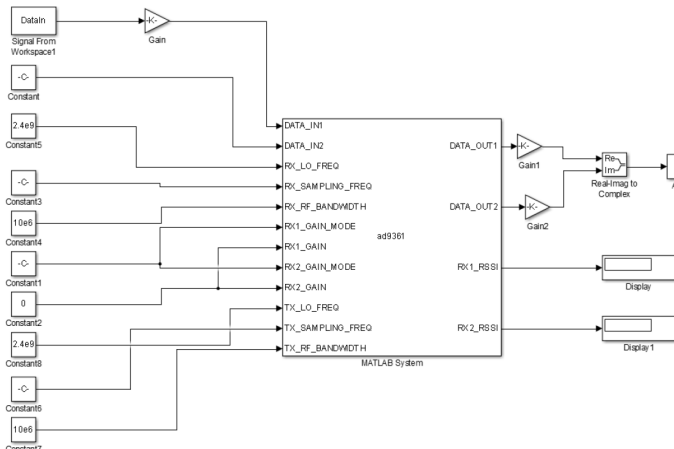 DataIn
Signal From
Workspace1
-K-
Gain
-C-
Constant
2.4e9
Constant5
-C-
Constant3
10e6
Constant4
-C-
Constant1
0
Constant2
2.4e9
Constant8
-C-
Constant6
10e6
Constant7
DATA_IN1
DATA_IN2
RX_LO_FREQ
RX_SAMPLING_FREQ
RX_RF_BANDWIDTH
RX1_GAIN_MODE
RX1_GAIN
RX2_GAIN_MODE
RX2_GAIN
TX_LO_FREQ
TX_SAMPLING_FREQ
TX_RF_BANDWIDTH
ad9361
DATA_OUT1
DATA_OUT2
RX1_RSSI
RX2_RSSI
MATLAB System
-K-
Gain1
-K-
Gain2
Re
Im
Real-Imag to
Complex
Display
Display1